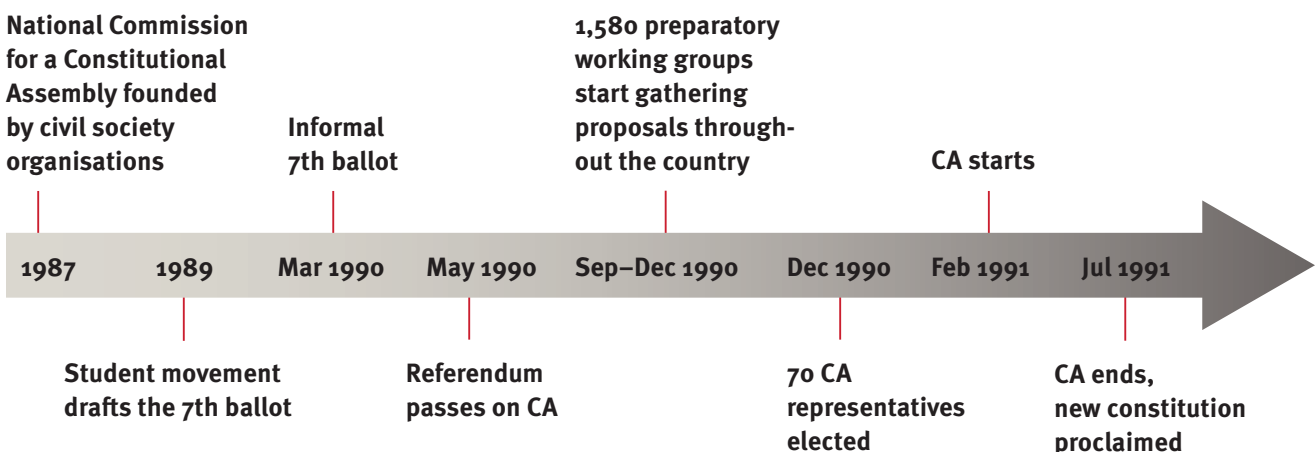 National Commission
for a Constitutional
Assembly founded
by civil society
organisations
Informal
7th ballot
1,580 preparatory
working groups
start gathering
proposals through-
out the country
CA starts
1987
1989
Mar 1990
May 1990
Sep–Dec 1990
Dec 1990
Feb 1991
Jul 1991
Student movement
drafts the 7th ballot
Referendum
passes on CA
70 CA
representatives
elected
CA ends,
new constitution
proclaimed